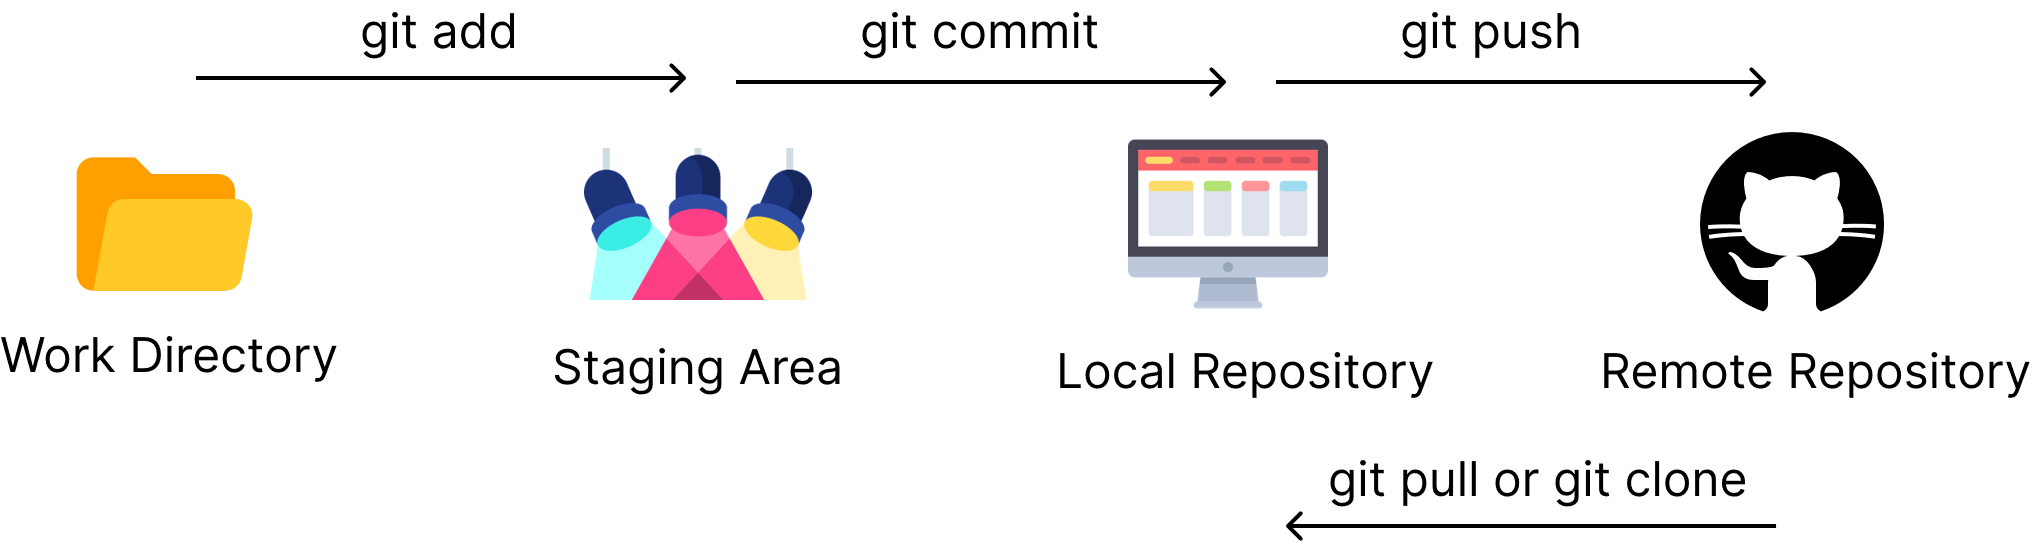 git add
git commit
git push
Work Directory
Staging Area
Local Repository
Remote Repository
git pull or git clone